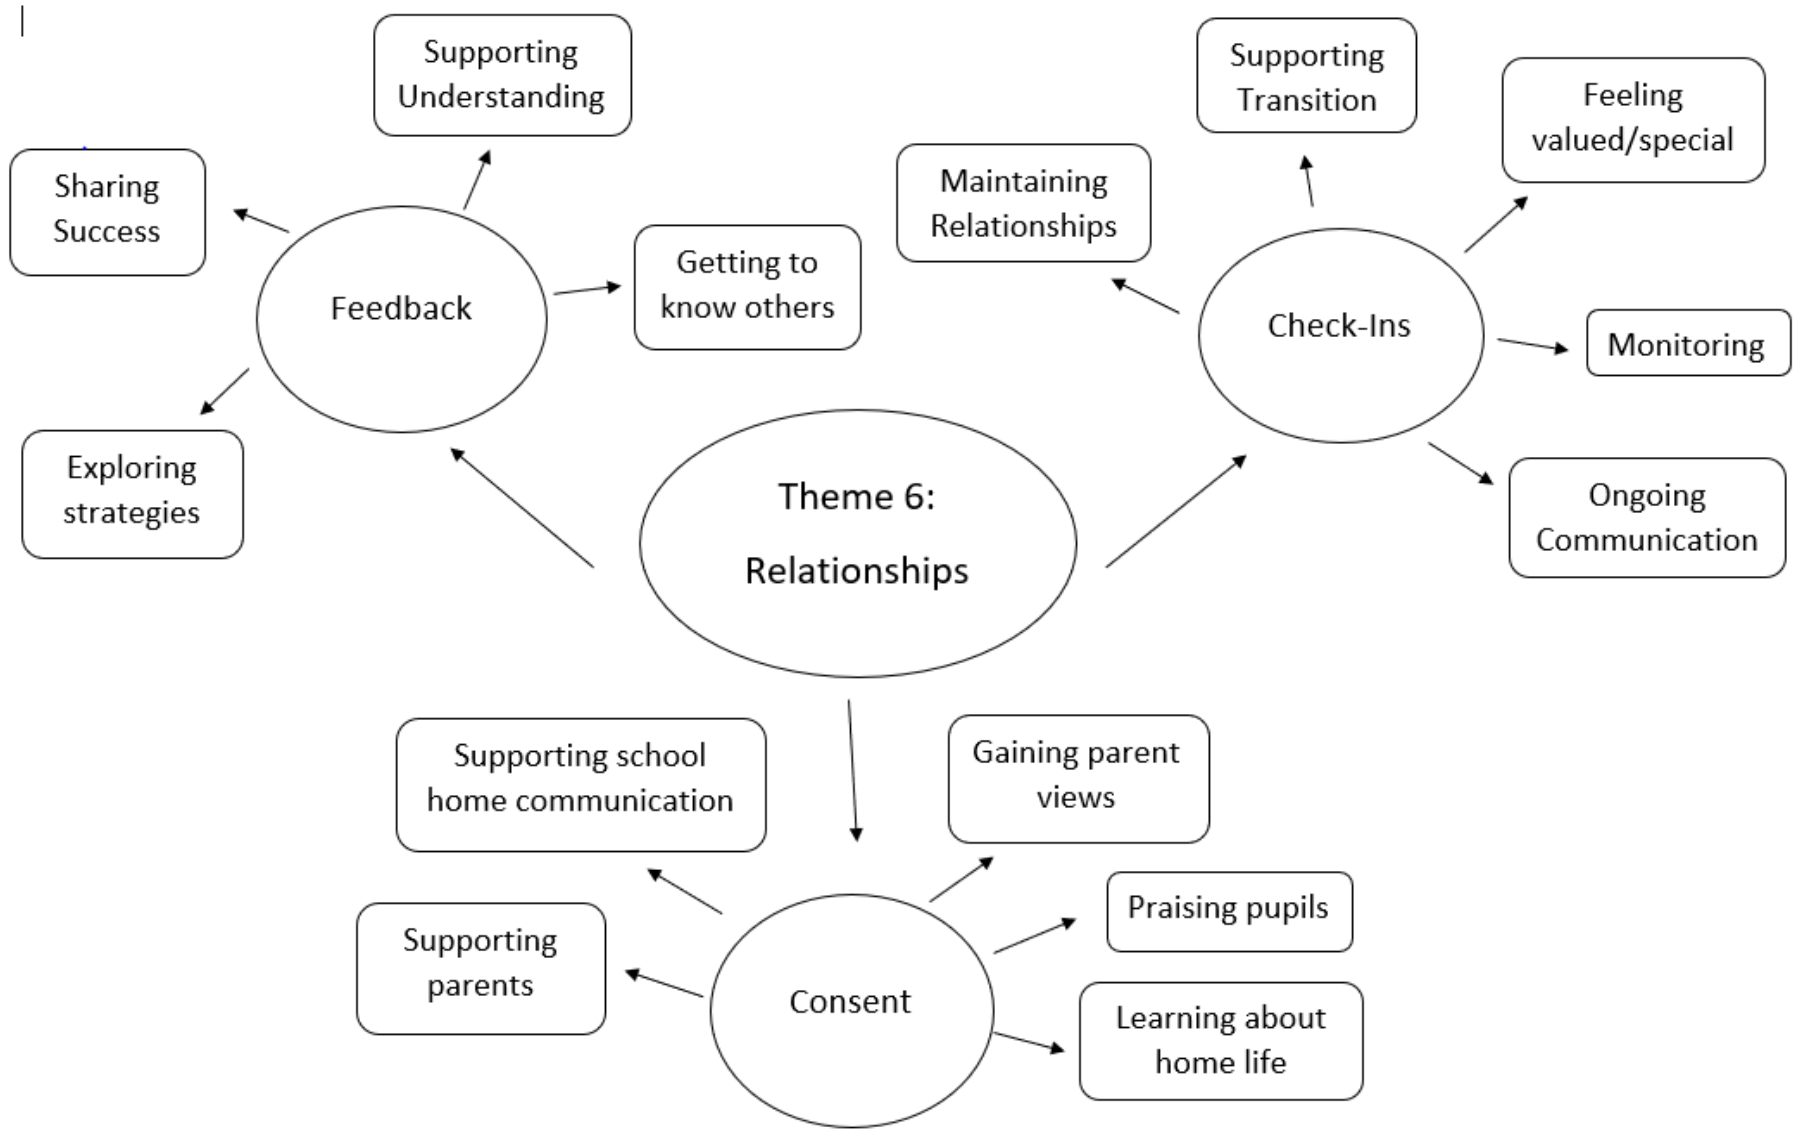 Supporting
Understanding
Sharing
Success
Feedback
Getting to
know others
Exploring
strategies
Supporting
Transition
Feeling
valued/special
Maintaining
Relationships
Check-Ins
Monitoring
Ongoing
Communication
Theme 6:
Relationships
Supporting school
home communication
Gaining parent
views
Praising pupils
Supporting
parents
Consent
Learning about
home life